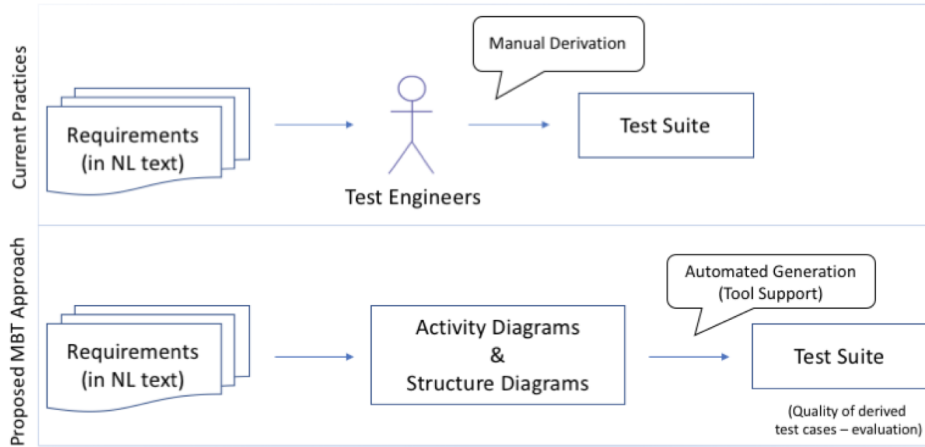 Current Practices
Manual Derivation
Requirements
(in NL text)
Test Engineers
Test Suite
Proposed MBT Approach
Automated Generation
(Tool Support)
Requirements
(in NL text)
Activity Diagrams
&
Structure Diagrams
Test Suite
(Quality of derived
test cases – evaluation)